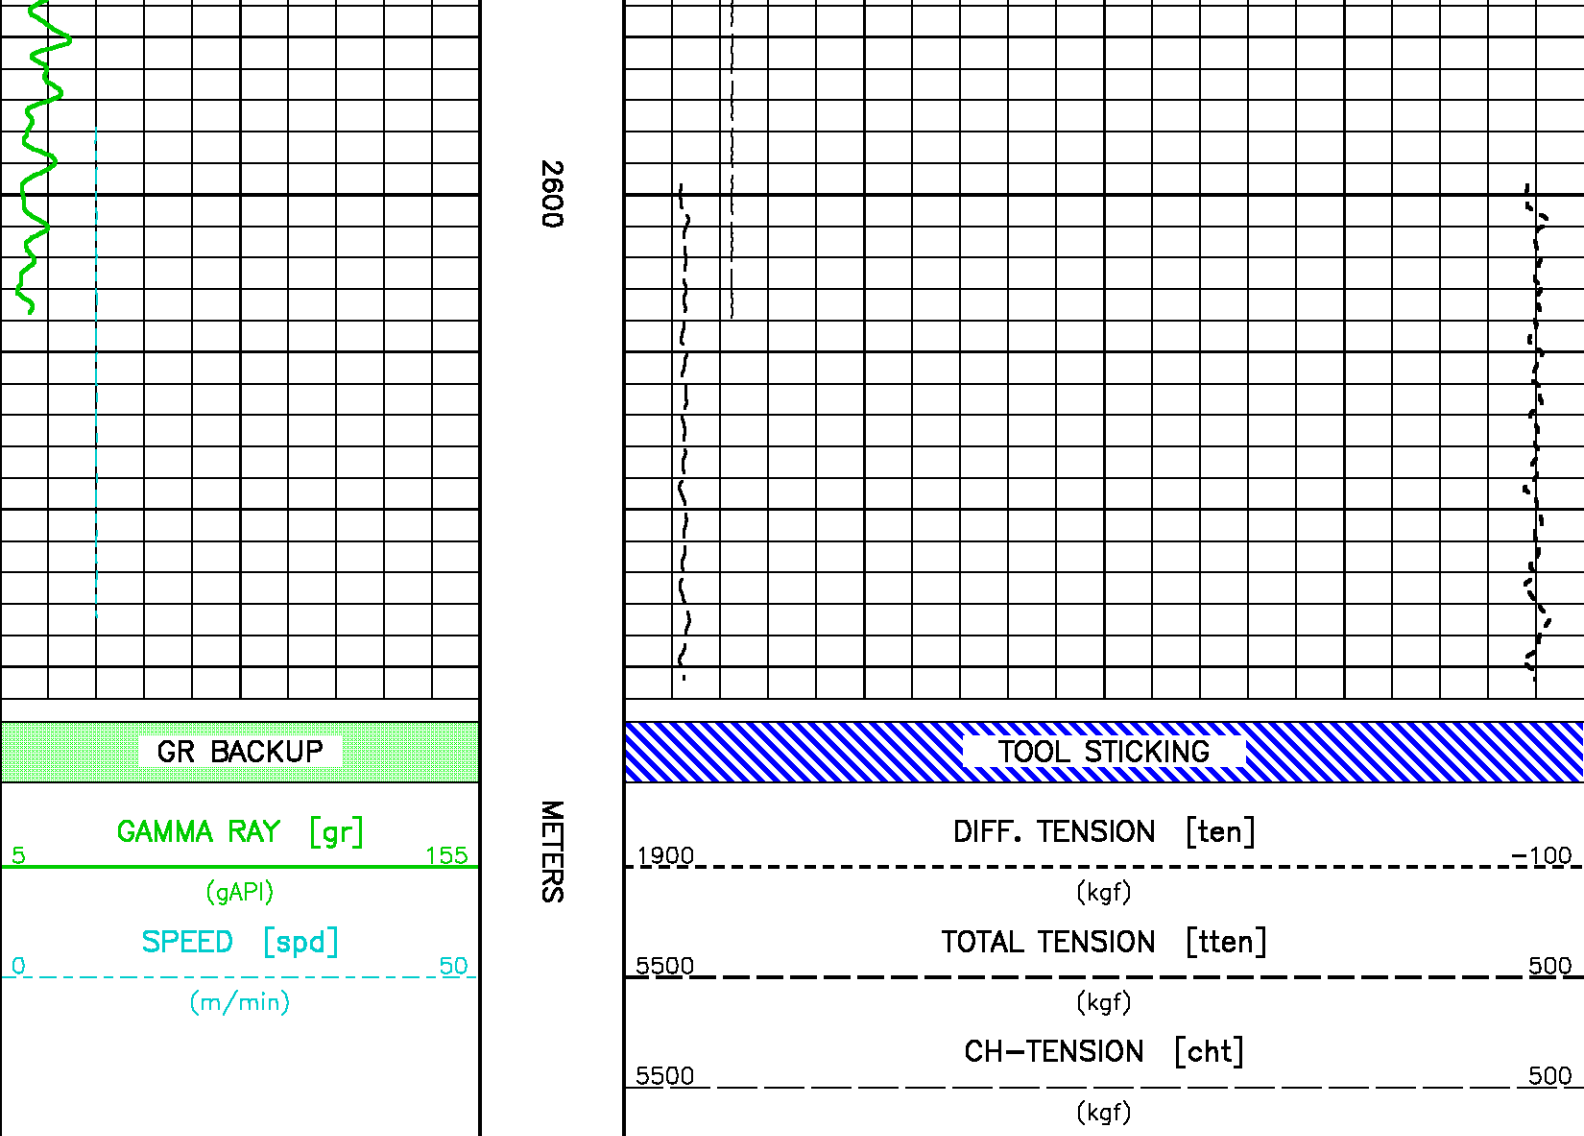 2600
GR BACKUP
TOOL STICKING
METERS
GAMMA RAY [gr]
5 155
(gAPI)
SPEED [spd]
0 50
(m/min)
DIFF. TENSION [ten]
1900 -100
(kgf)
TOTAL TENSION [tten]
5500 500
(kgf)
CH-TENSION [cht]
5500 500
(kgf)